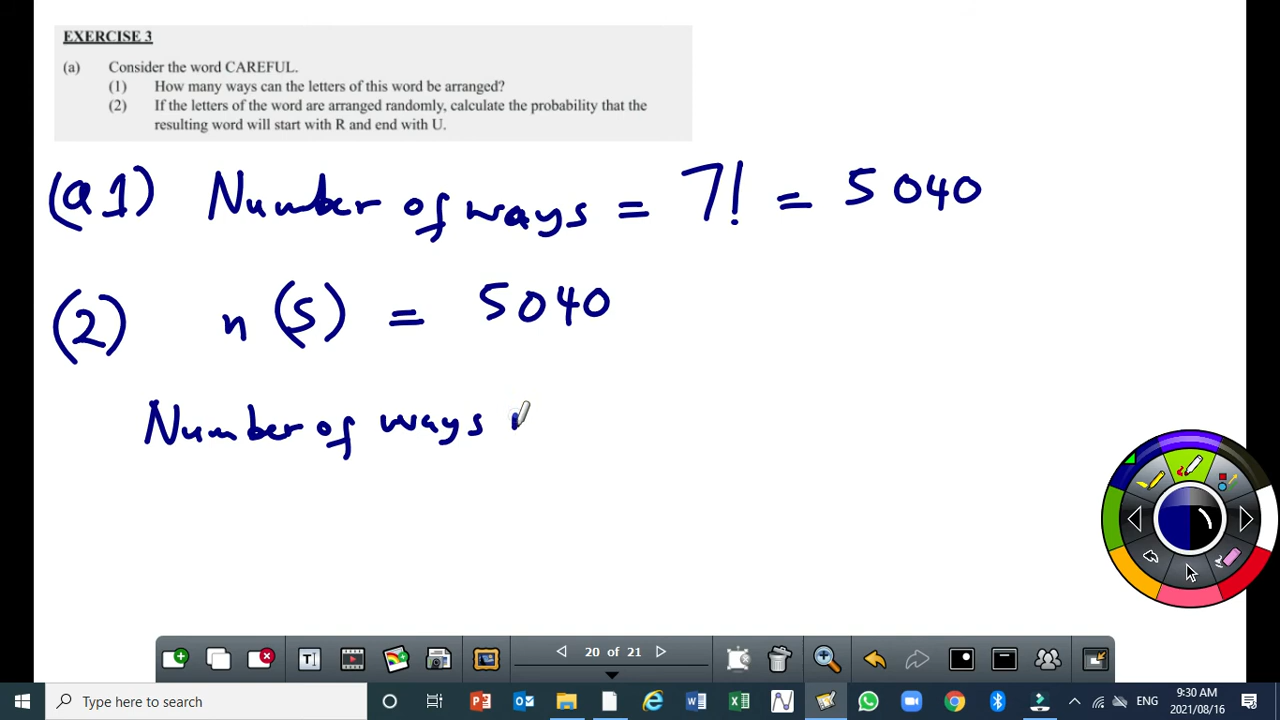 EXERCISE 3
(a) Consider the word CAREFUL.
(1) How many ways can the letters of this word be arranged?
(2) If the letters of the word are arranged randomly, calculate the probability that the
resulting word will start with R and end with U.
(a1) Number of ways = 7! = 5040
(2) n(S) = 5040
Number of ways
20 of 21
Type here to search
ENG
9:30 AM
2021/08/16